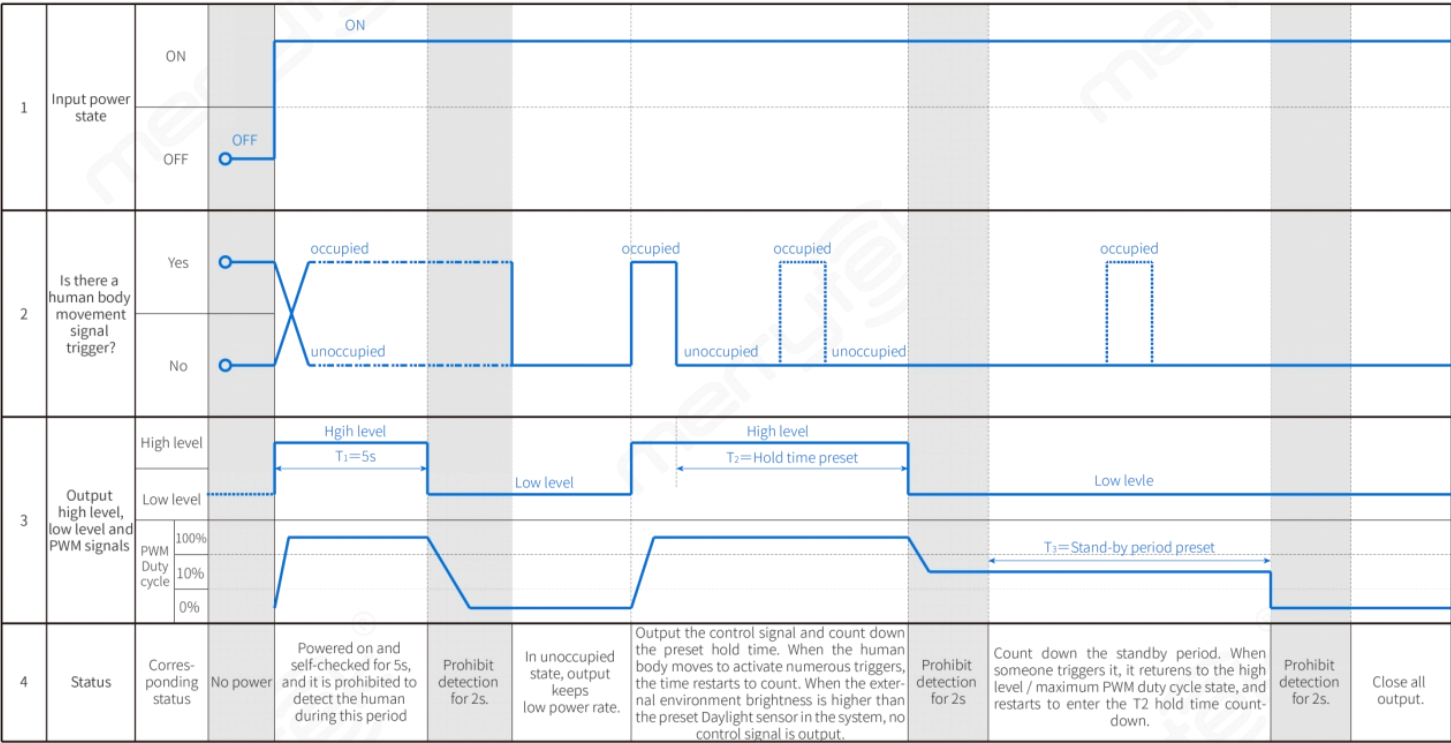 1
Input power
state
ON
OFF
OFF
ON
2
Is there a
human body
movement
signal
trigger?
Yes
No
occupied
unoccupied
occupied
unoccupied
occupied
unoccupied
occupied
3
Output
high level,
low level and
PWM signals
High level
Low level
PWM
Duty
cycle
100%
10%
0%
Hgih level
T1=5s
Low level
High level
T2=Hold time preset
Low levle
T3=Stand-by period preset
4
Status
Corres-
ponding
status
No power
Powered on and
self-checked for 5s,
and it is prohibited to
detect the human
during this period
Prohibit
detection
for 2s.
In unoccupied
state, output
keeps
low power rate.
Output the control signal and count down
the preset hold time. When the human
body moves to activate numerous triggers,
the time restarts to count. When the exter-
nal environment brightness is higher than
the preset Daylight sensor in the system, no
control signal is output.
Prohibit
detection
for 2s
Count down the standby period. When
someone triggers it, it returens to the high
level / maximum PWM duty cycle state, and
restarts to enter the T2 hold time count-
down.
Prohibit
detection
for 2s.
Close all
output.